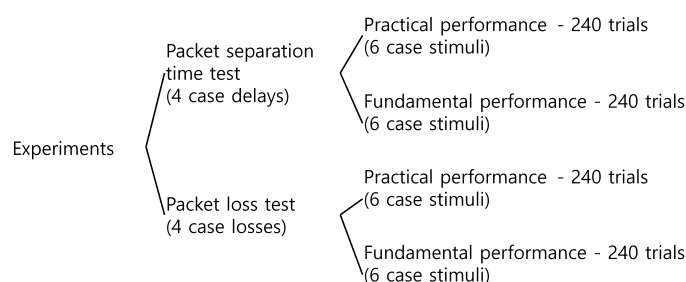 Experiments
Packet separation
time test
(4 case delays)
Practical performance - 240 trials
(6 case stimuli)
Fundamental performance - 240 trials
(6 case stimuli)
Packet loss test
(4 case losses)
Practical performance - 240 trials
(6 case stimuli)
Fundamental performance - 240 trials
(6 case stimuli)